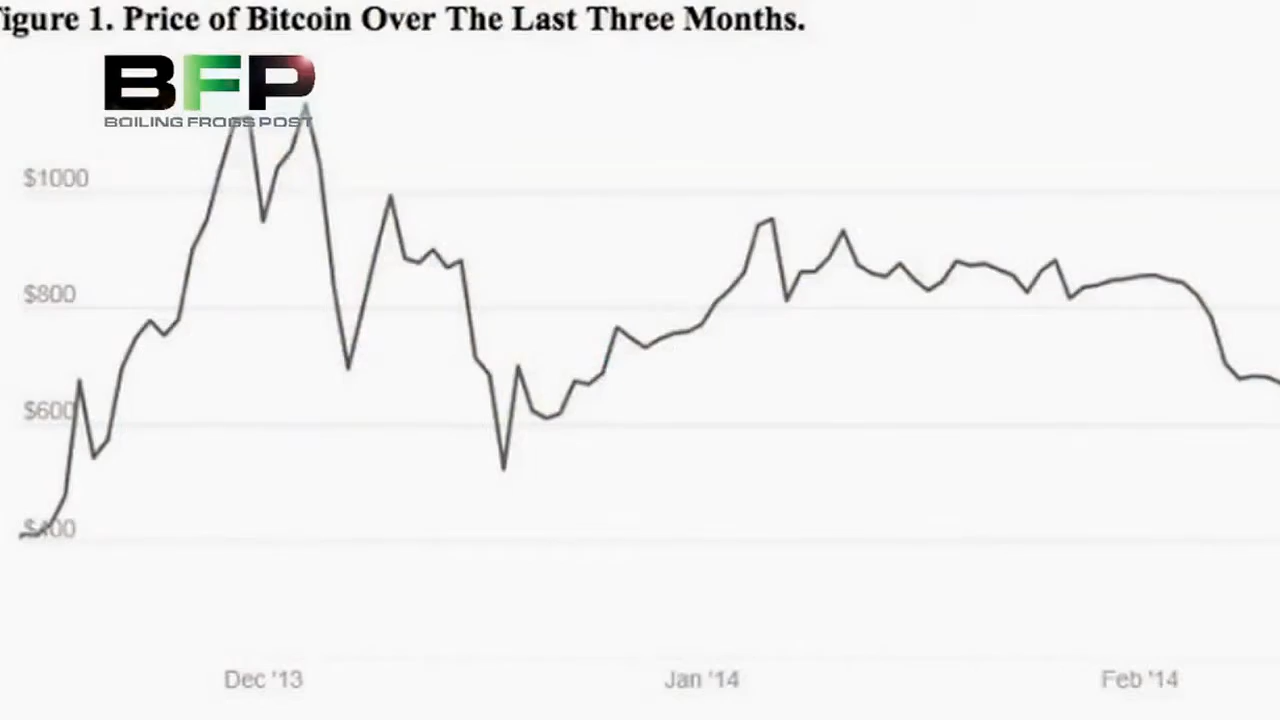 igure 1. Price of Bitcoin Over The Last Three Months.
BFP
BOILING FROGS POST
$1000
$800
$600
$400
Dec '13
Jan '14
Feb '14